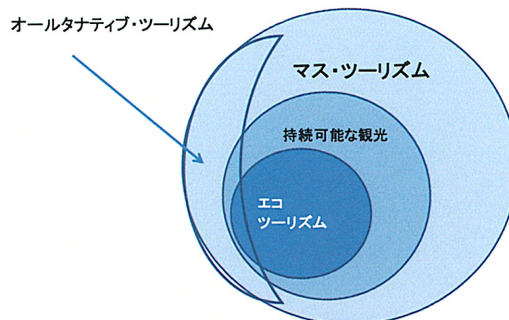 オールタナティブ・ツーリズム
マス・ツーリズム
持続可能な観光
エコ
ツーリズム